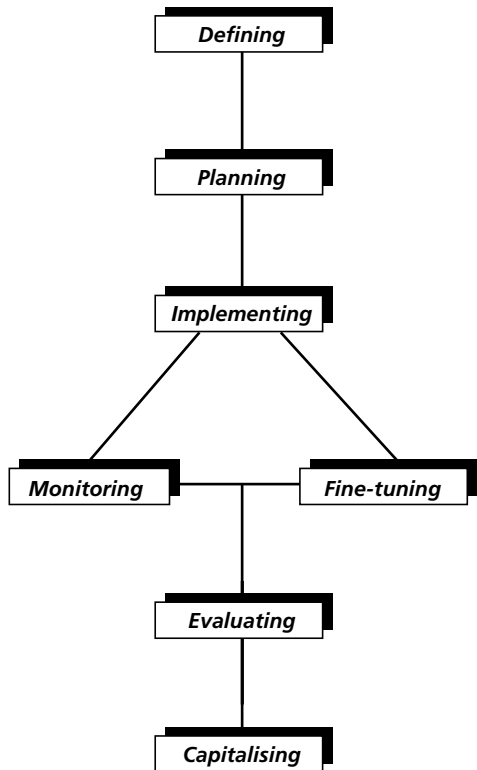 Defining
Planning
Implementing
Monitoring
Fine-tuning
Evaluating
Capitalising